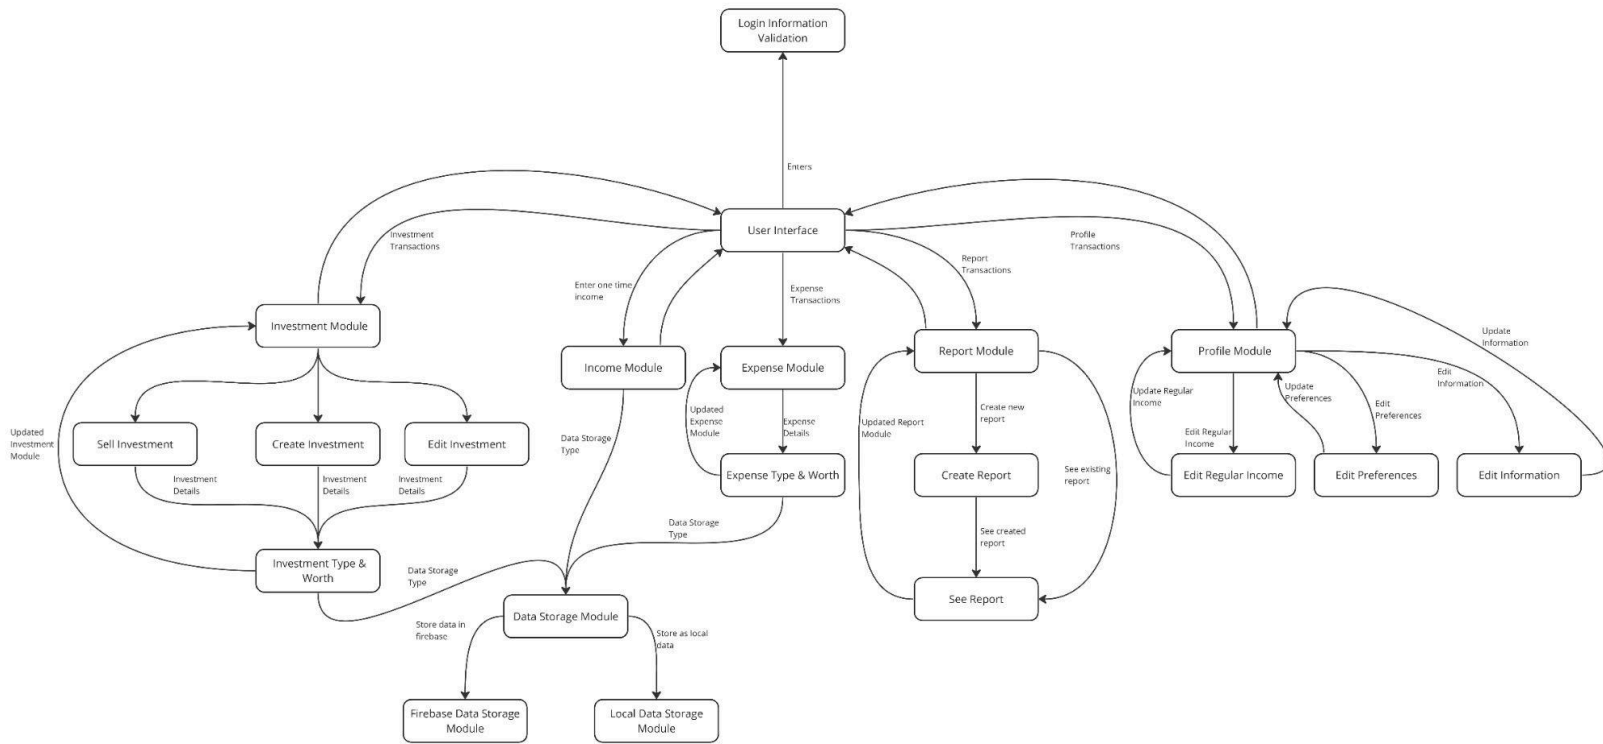 Login Information
Validation
Enters
User Interface
Investment
Transactions
Profile
Transactions
Report
Transactions
Enter one time
income
Expense
Transactions
Investment Module
Update
Information
Income Module
Expense Module
Report Module
Profile Module
Edit
Information
Update
Preferences
Update Regular
Income
Updated
Expense
Module
Create new
report
Edit
Preferences
Expense
Details
Updated Report
Module
Edit Regular
Income
Updated
Investment
Module
Sell Investment
Create Investment
Edit Investment
Data Storage
Type
See existing
report
Expense Type & Worth
Create Report
Edit Regular Income
Edit Preferences
Edit Information
Investment
Details
Investment
Details
Investment
Details
Data Storage
Type
See created
report
Investment Type &
Worth
Data Storage
Type
See Report
Data Storage Module
Store data in
firebase
Store as local
data
Firebase Data Storage
Module
Local Data Storage
Module